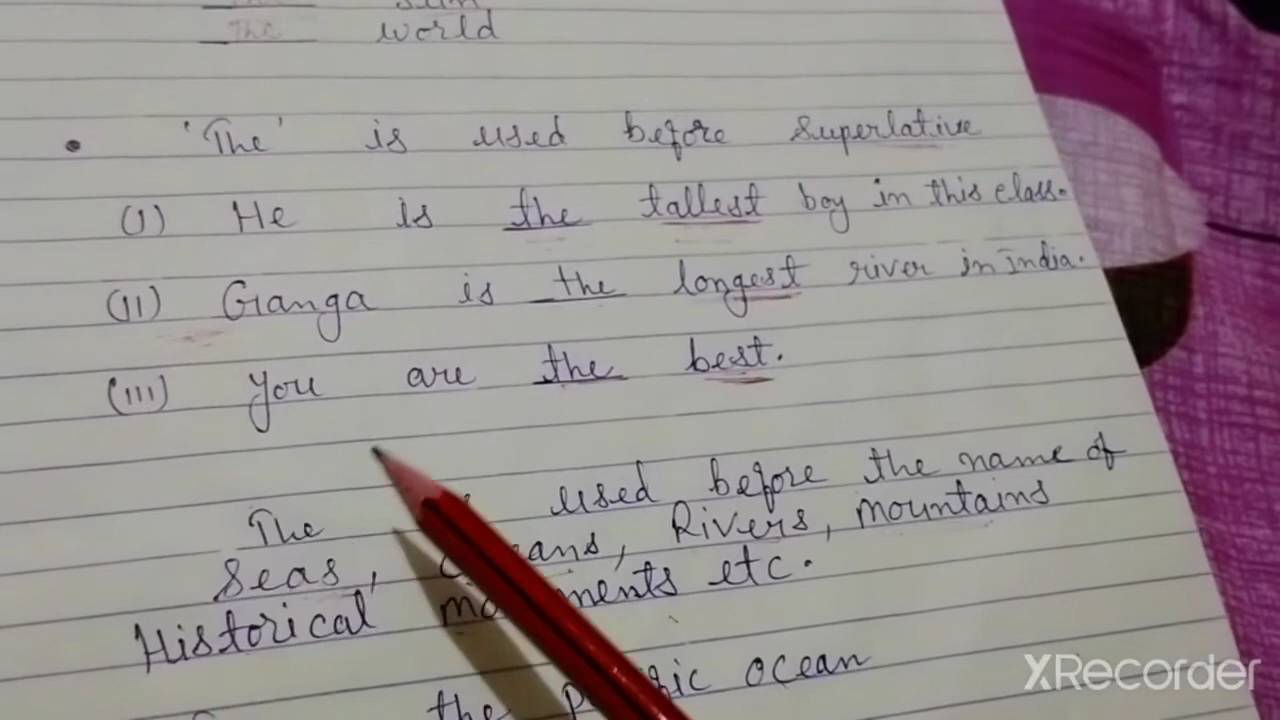 The world
• 'The' is used before superlative
(I) He is the tallest boy in this class.
(II) Ganga is the longest river in india.
(III) You are the best.
The used before the name of
Seas, Rivers, mountains
Historical etc.
the ocean
XRecorder